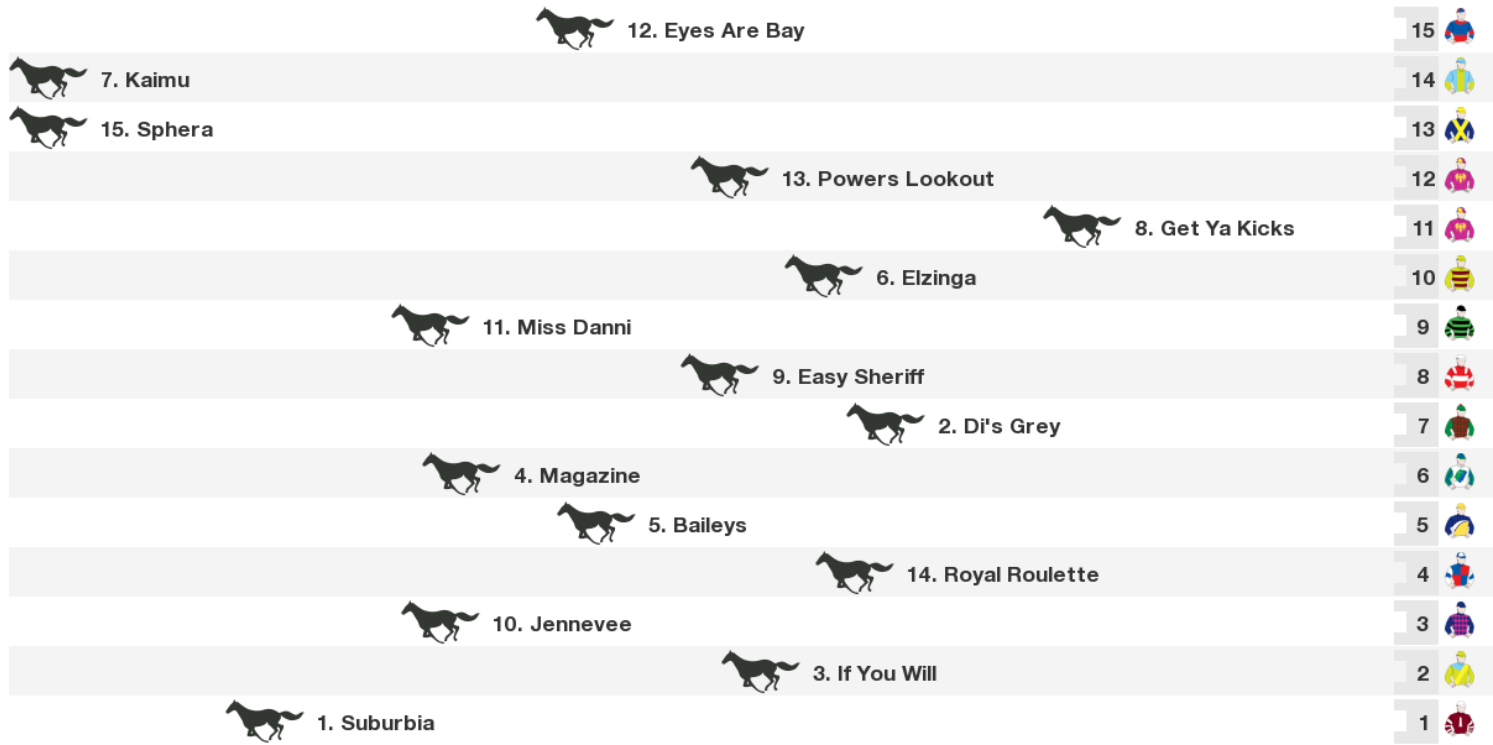 12. Eyes Are Bay 15
7. Kaimu 14
15. Sphera 13
13. Powers Lookout 12
8. Get Ya Kicks 11
6. Elzinga 10
11. Miss Danni 9
9. Easy Sheriff 8
2. Di's Grey 7
4. Magazine 6
5. Baileys 5
14. Royal Roulette 4
10. Jennevee 3
3. If You Will 2
1. Suburbia 1